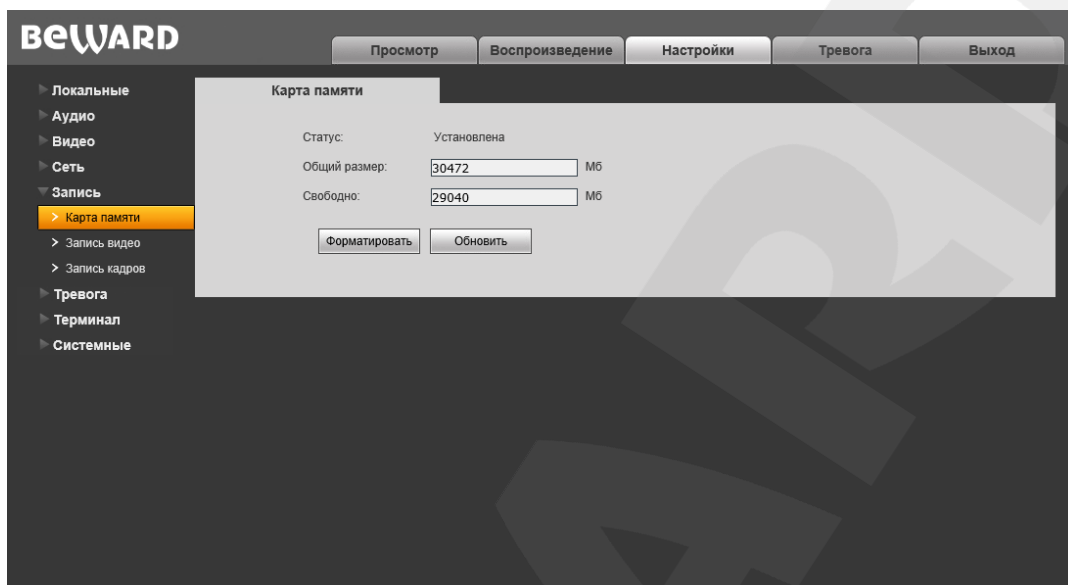 BEWARD
Просмотр Воспроизведение Настройки Тревога Выход
Локальные
Аудио
Видео
Сеть
Запись
Карта памяти
Запись видео
Запись кадров
Тревога
Терминал
Системные
Карта памяти
Статус: Установлена
Общий размер: 30472 Мб
Свободно: 29040 Мб
Форматировать Обновить